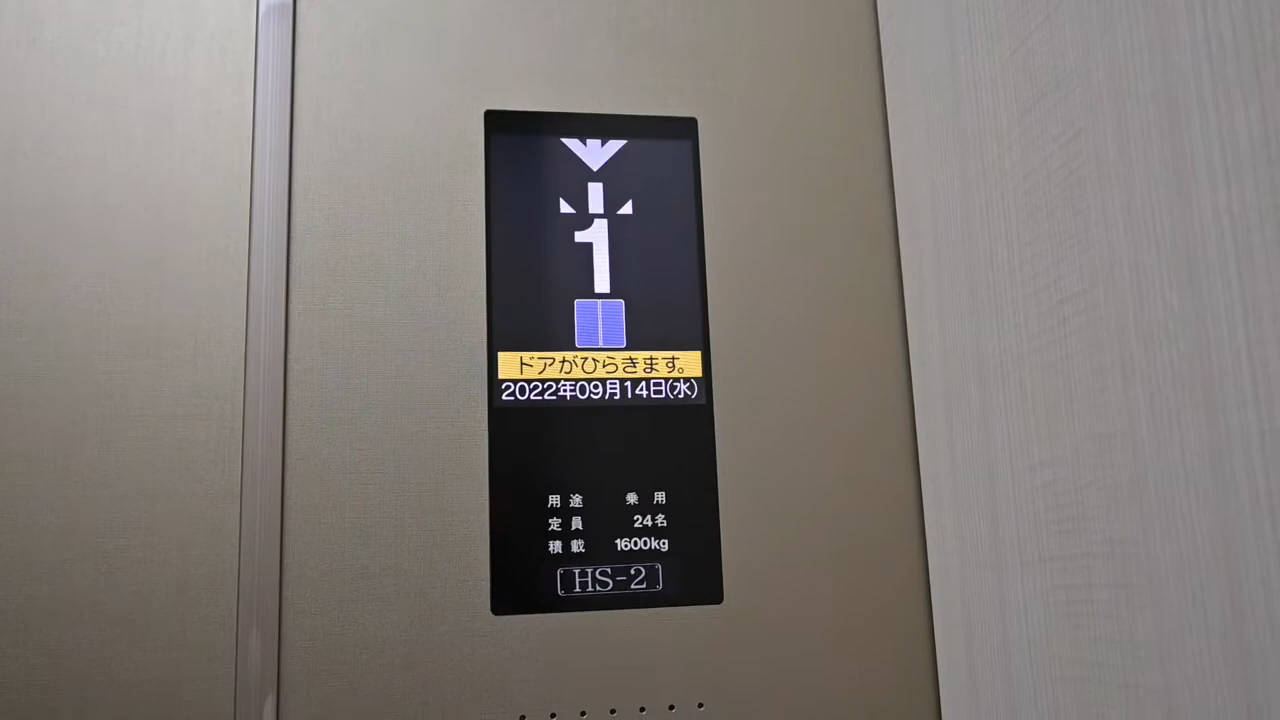 1
ドアがひらきます。
2022年09月14日(水)
用途 乗用
定員 24名
積載 1600kg
HS-2